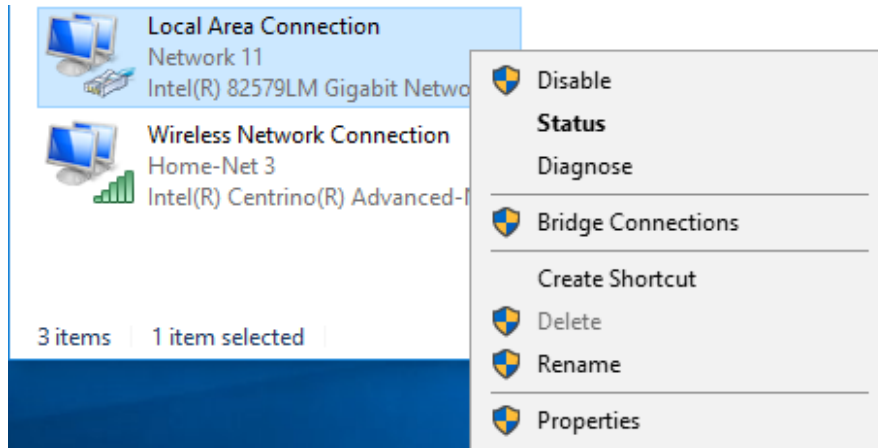 Local Area Connection
Network 11
Intel(R) 82579LM Gigabit Netwo
Wireless Network Connection
Home-Net 3
Intel(R) Centrino(R) Advanced-
3 items
1 item selected
Disable
Status
Diagnose
Bridge Connections
Create Shortcut
Delete
Rename
Properties